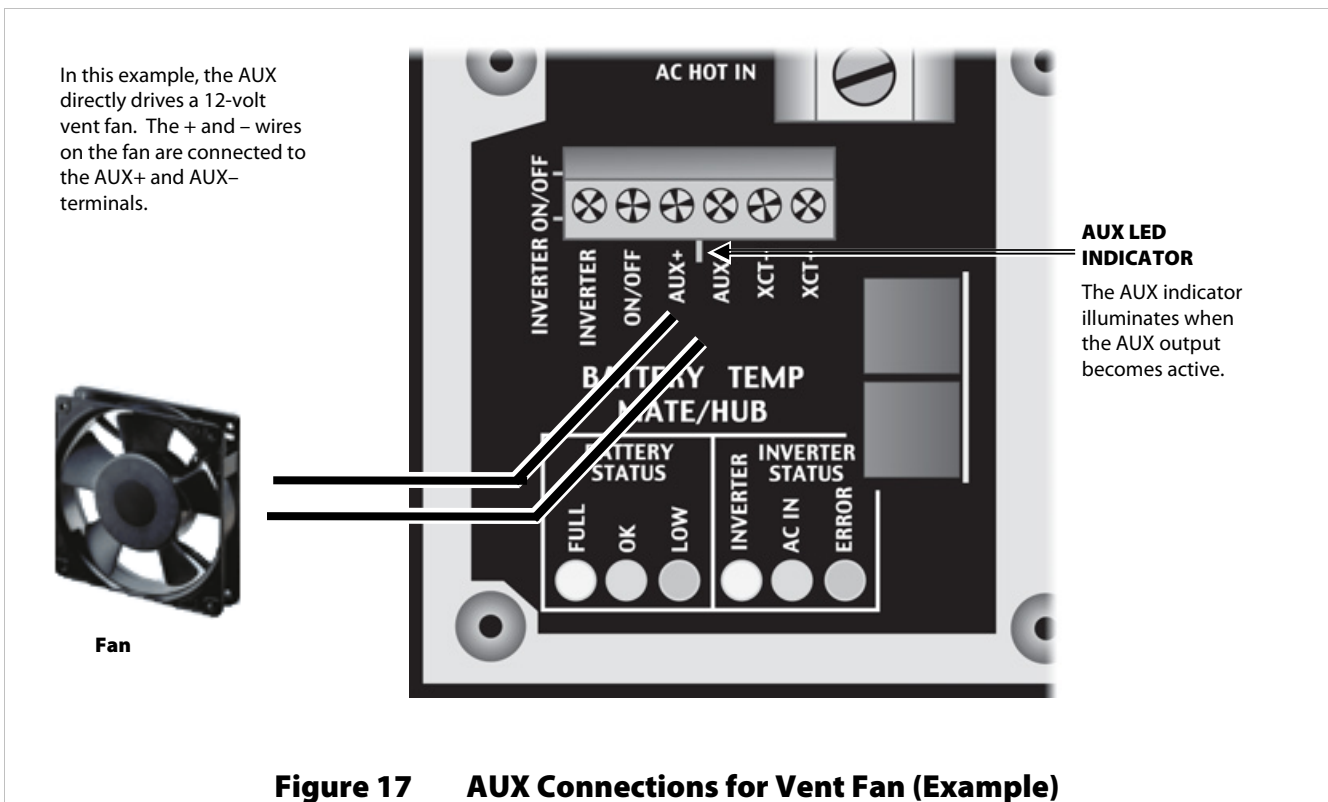 In this example, the AUX
directly drives a 12-volt
vent fan. The + and – wires
on the fan are connected to
the AUX+ and AUX–
terminals.
AC HOT IN
INVERTER ON/OFF
INVERTER
ON/OFF
AUX+
AUX
XCT
XCT
AUX LED
INDICATOR
The AUX indicator
illuminates when
the AUX output
becomes active.
BATTERY TEMP
MATE/HUB
BATTERY
STATUS
FULL
OK
LOW
INVERTER
STATUS
INVERTER
AC IN
ERROR
Fan
Figure 17 AUX Connections for Vent Fan (Example)